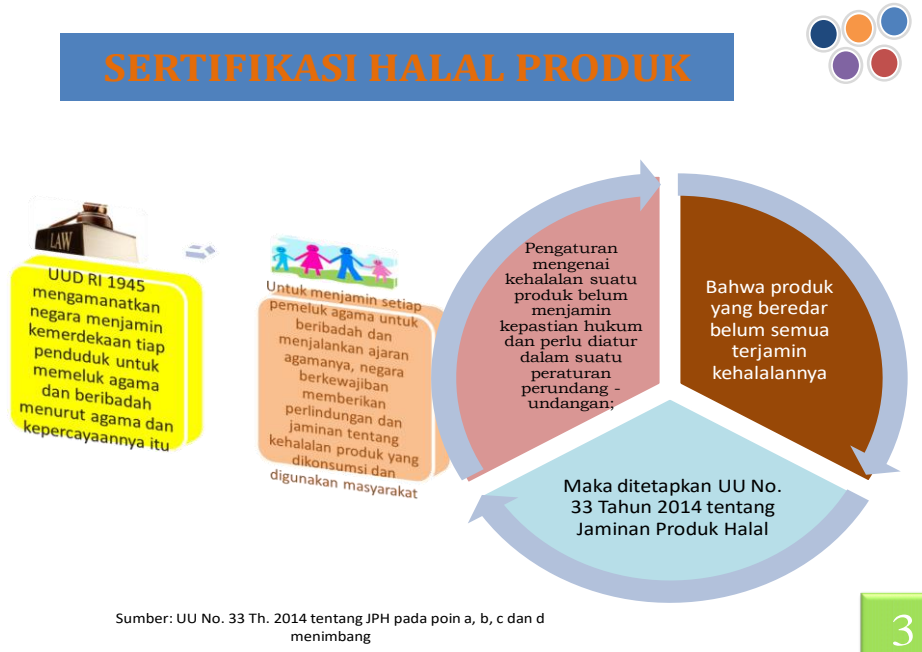 SERTIFIKASI HALAL PRODUK
LAW
UUD RI 1945
mengamanatkan
negara menjamin
kemerdekaan tiap
penduduk untuk
memeluk agama
dan beribadah
menurut agama dan
kepercayaannya itu
Untuk menjamin setiap
pemeluk agama untuk
beribadah dan
menjalankan ajaran
agamanya, negara
berkewajiban
memberikan
perlindungan dan
jaminan tentang
kehalalan produk yang
dikonsumsi dan
digunakan masyarakat
Pengaturan
mengenai
kehalalan suatu
produk belum
menjamin
kepastian hukum
dan perlu diatur
dalam suatu
peraturan
perundang -
undangan;
Bahwa produk
yang beredar
belum semua
terjamin
kehalalannya
Maka ditetapkan UU No.
33 Tahun 2014 tentang
Jaminan Produk Halal
Sumber: UU No. 33 Th. 2014 tentang JPH pada poin a, b, c dan d
menimbang
3